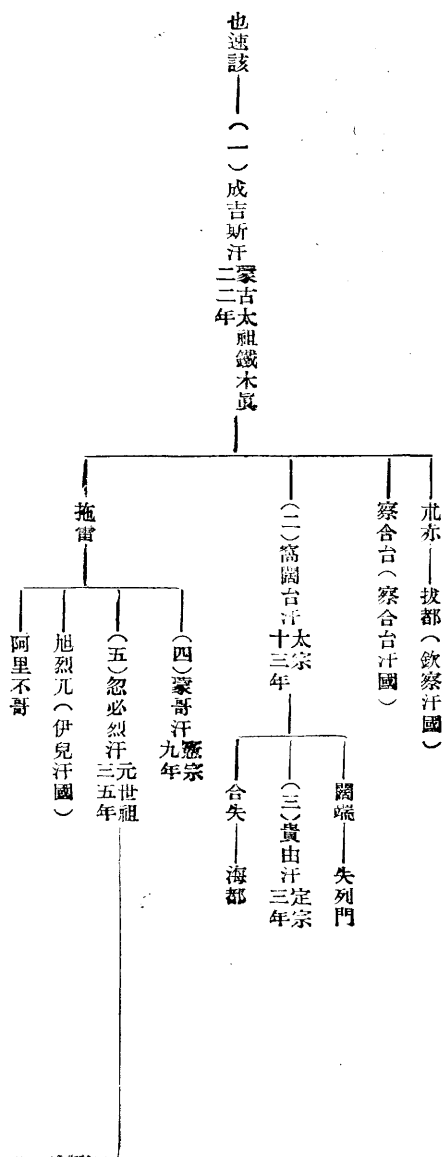 也速該
（一）成吉斯汗 蒙古太祖鐵木眞 二二年
朮赤
拔都（欽察汗國）
察合台（察合台汗國）
（二）窩闊台汗 太宗 十三年
闊端
失列門
（三）貴由汗 定宗 三年
合失
海都
拖雷
（四）蒙哥汗 憲宗 九年
（五）忽必烈汗 元世祖 三五年
旭烈兀（伊兒汗國）
阿里不哥